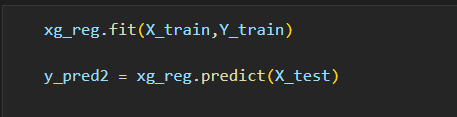 xg_reg.fit(X_train,Y_train)
y_pred2 = xg_reg.predict(X_test)